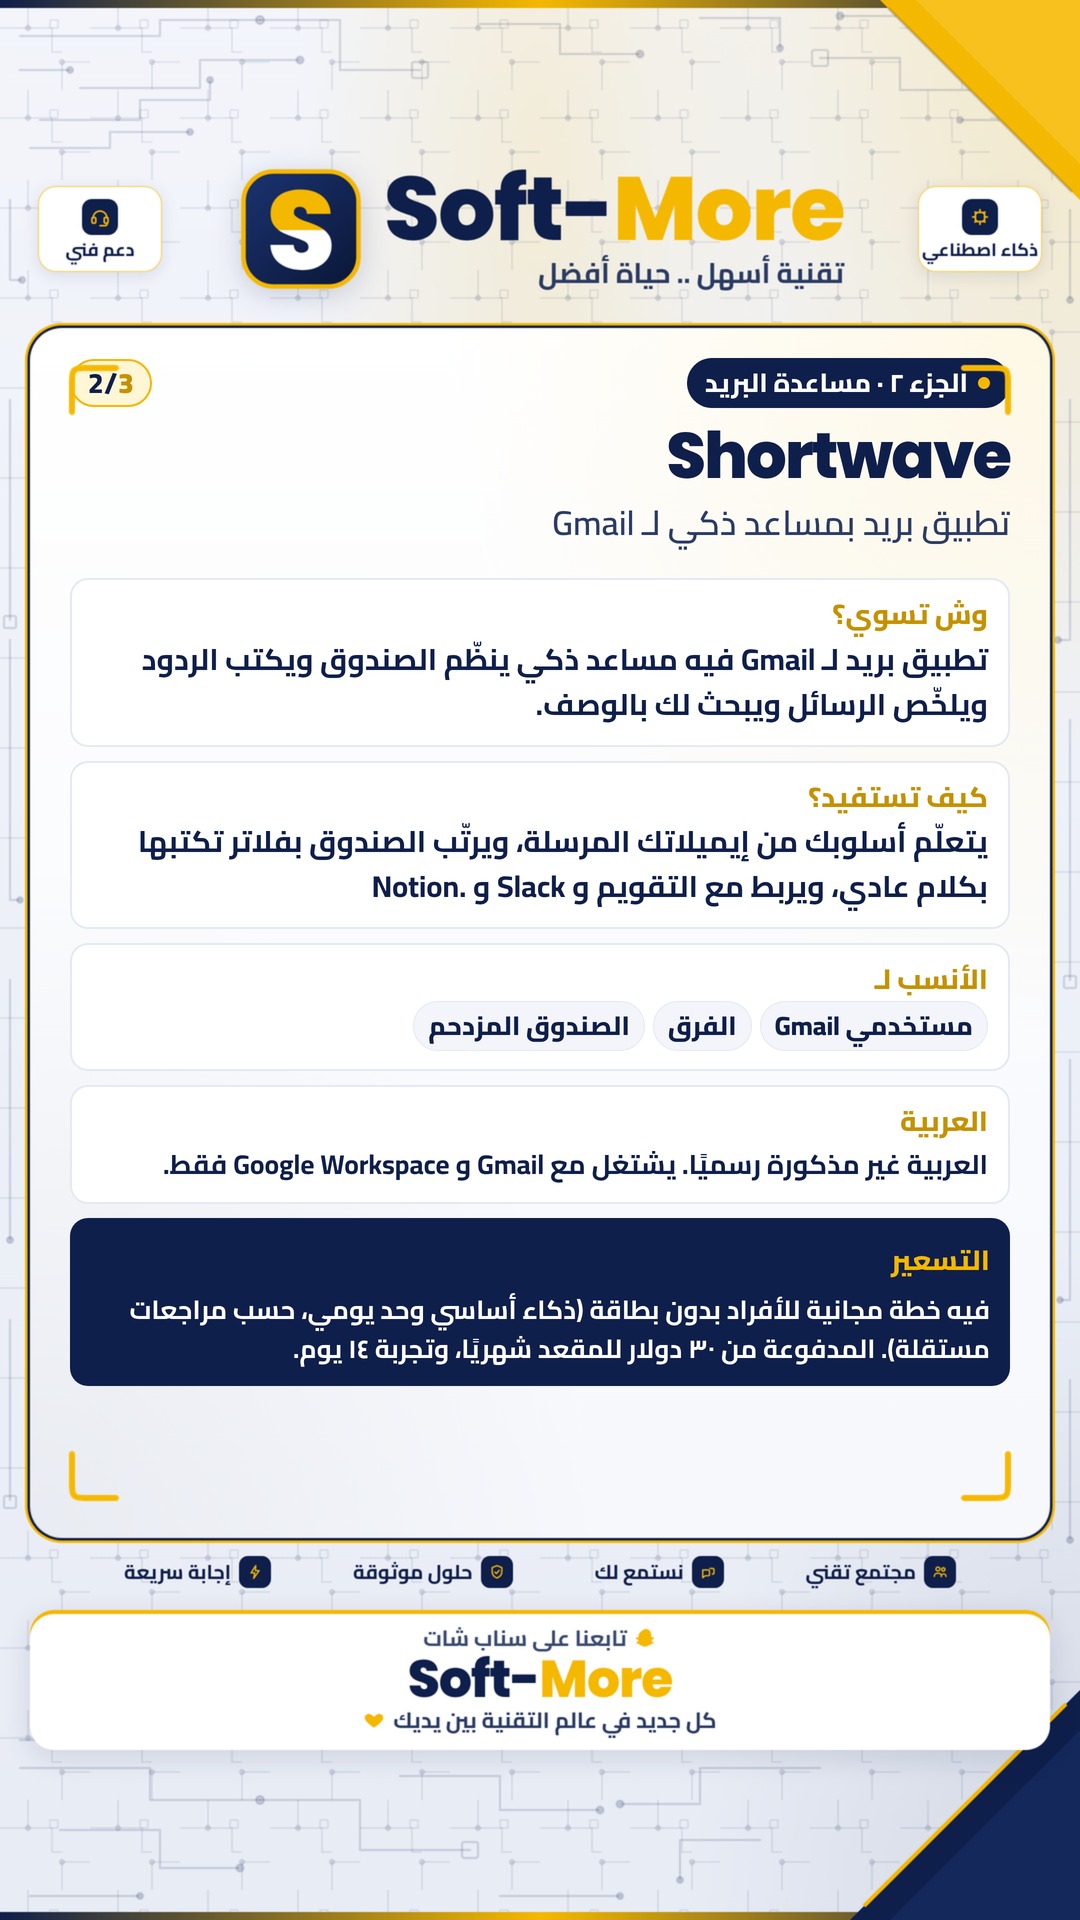 Soft-More
تقنية أسهل .. حياة أفضل
ذكاء اصطناعي
دعم فني
الجزء ٢ · مساعدة البريد
2/3
Shortwave
تطبيق بريد بمساعد ذكي لـ Gmail
وش تسوي؟
تطبيق بريد لـ Gmail فيه مساعد ذكي ينظّم الصندوق ويكتب الردود
ويلخّص الرسائل ويبحث لك بالوصف.
كيف تستفيد؟
يتعلّم أسلوبك من إيميلاتك المرسلة، ويرتّب الصندوق بفلاتر تكتبها
بكلام عادي، ويربط مع التقويم و Slack و Notion.
الأنسب لـ
مستخدمي Gmail
الفرق
الصندوق المزدحم
العربية
العربية غير مذكورة رسميًا. يشتغل مع Gmail و Google Workspace فقط.
التسعير
فيه خطة مجانية للأفراد بدون بطاقة (ذكاء أساسي وحد يومي، حسب مراجعات
مستقلة). المدفوعة من ٣٠ دولار للمقعد شهريًا، وتجربة ١٤ يوم.
مجتمع تقني
نستمع لك
حلول موثوقة
إجابة سريعة
تابعنا على سناب شات
Soft-More
كل جديد في عالم التقنية بين يديك